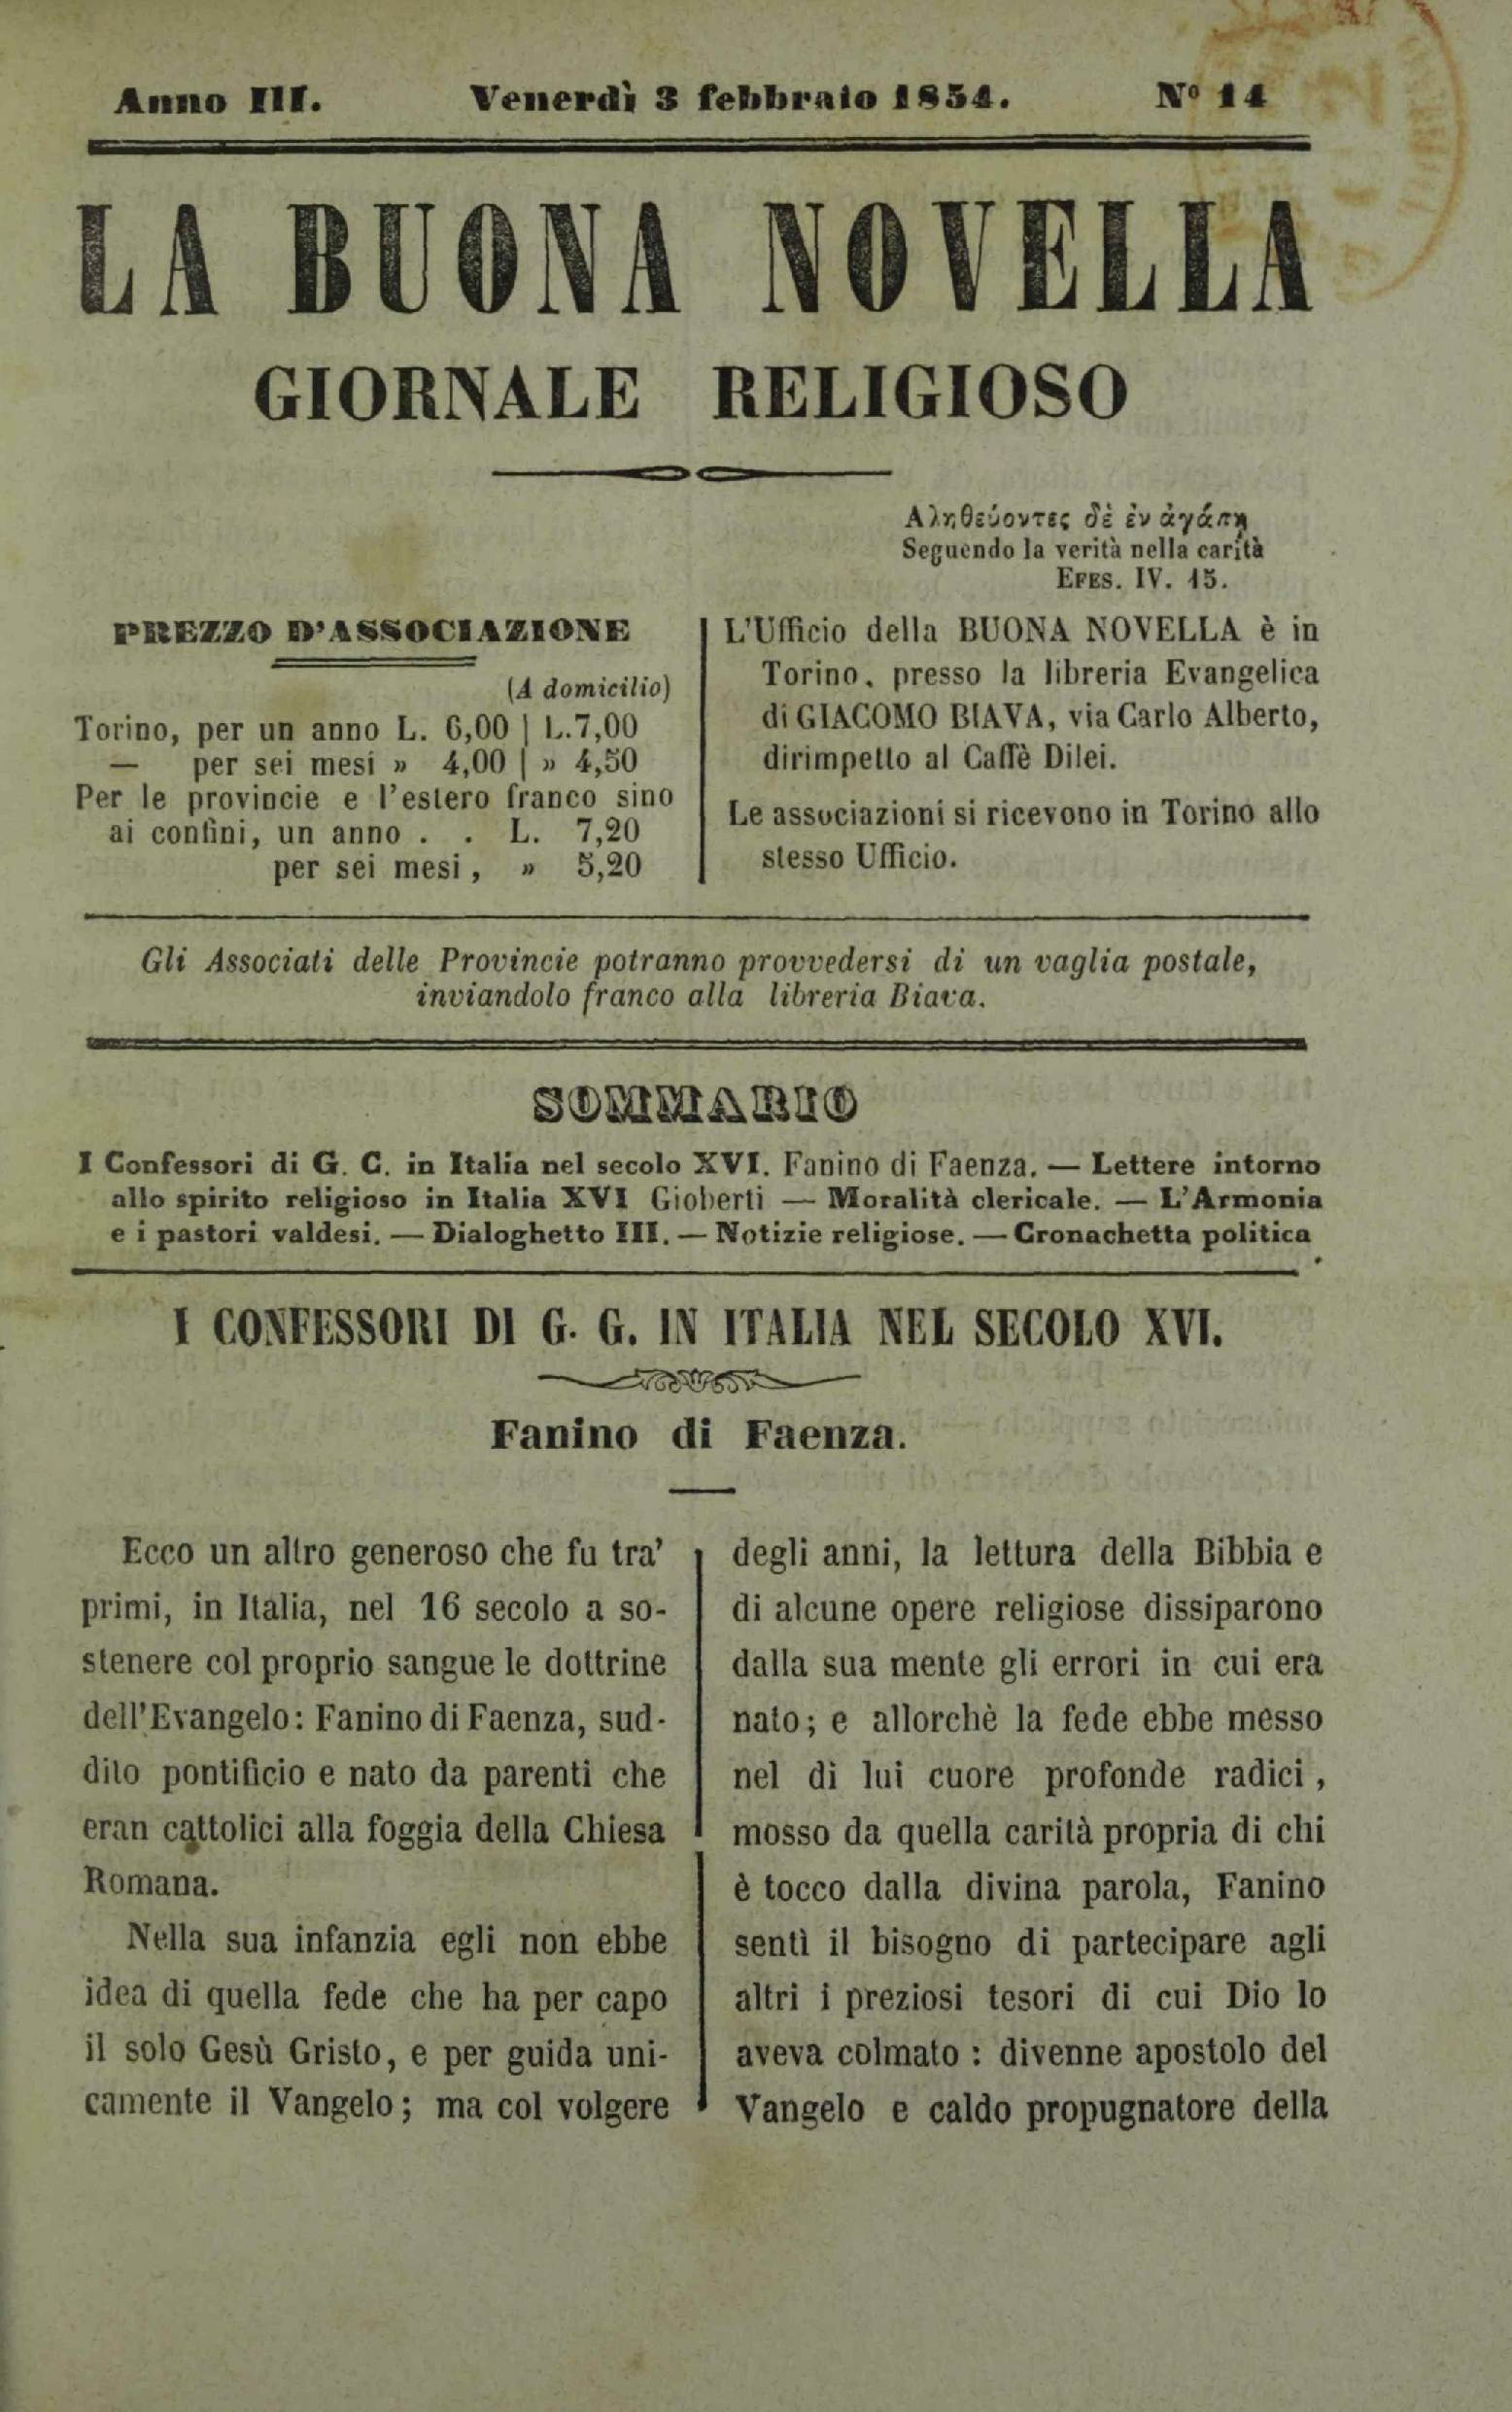 Anno III. Venerdì 3 febbraio 1854. Nº 14
LA BUONA NOVELLA
GIORNALE RELIGIOSO
Αληθεύοντες δὲ ἐν ἀγάπῃ
Seguendo la verità nella carità
EFES. IV. 15.
PREZZO D'ASSOCIAZIONE
(A domicilio)
Torino, per un anno L. 6,00 | L.7,00
— per sei mesi » 4,00 | » 4,50
Per le provincie e l'estero franco sino
ai confini, un anno . . L. 7,20
per sei mesi, » 5,20
L'Ufficio della BUONA NOVELLA è in
Torino, presso la libreria Evangelica
di GIACOMO BIAVA, via Carlo Alberto,
dirimpetto al Caffè Dilei.
Le associazioni si ricevono in Torino allo
stesso Ufficio.
Gli Associati delle Provincie potranno provvedersi di un vaglia postale,
inviandolo franco alla libreria Biava.
SOMMARIO
I Confessori di G. C. in Italia nel secolo XVI. Fanino di Faenza. — Lettere intorno
allo spirito religioso in Italia XVI Gioberti — Moralità clericale. — L'Armonia
e i pastori valdesi. — Dialoghetto III. — Notizie religiose. — Cronachetta politica.
I CONFESSORI DI G. G. IN ITALIA NEL SECOLO XVI.
Fanino di Faenza.
Ecco un altro generoso che fu tra'
primi, in Italia, nel 16 secolo a so-
stenere col proprio sangue le dottrine
dell'Evangelo: Fanino di Faenza, sud-
dito pontificio e nato da parenti che
eran cattolici alla foggia della Chiesa
Romana.
Nella sua infanzia egli non ebbe
idea di quella fede che ha per capo
il solo Gesù Gristo, e per guida uni-
camente il Vangelo; ma col volgere
degli anni, la lettura della Bibbia e
di alcune opere religiose dissiparono
dalla sua mente gli errori in cui era
nato; e allorchè la fede ebbe messo
nel di lui cuore profonde radici,
mosso da quella carità propria di chi
è tocco dalla divina parola, Fanino
sentì il bisogno di partecipare agli
altri i preziosi tesori di cui Dio lo
aveva colmato : divenne apostolo del
Vangelo e caldo propugnatore della